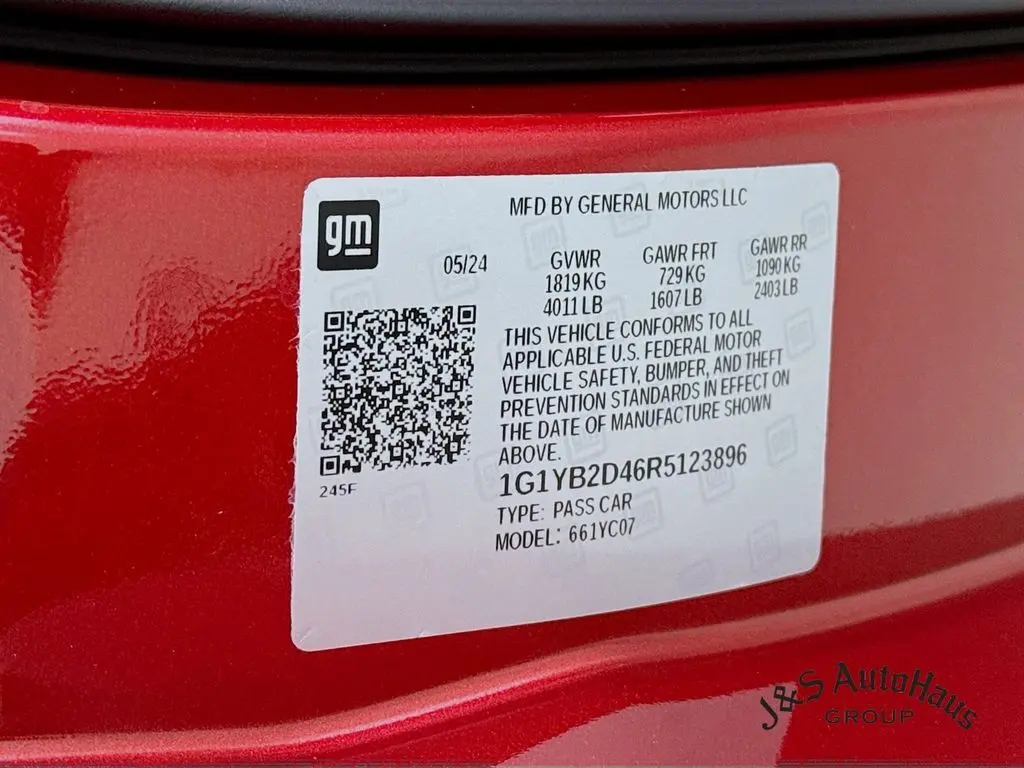 gm
MFD BY GENERAL MOTORS LLC
05/24
GVWR
1819 KG
4011 LB
GAWR FRT
729 KG
1607 LB
GAWR RR
1090 KG
2403 LB
THIS VEHICLE CONFORMS TO ALL
APPLICABLE U.S. FEDERAL MOTOR
VEHICLE SAFETY, BUMPER, AND THEFT
PREVENTION STANDARDS IN EFFECT ON
THE DATE OF MANUFACTURE SHOWN
ABOVE.
245F
1G1YB2D46R5123896
TYPE: PASS CAR
MODEL: 661YC07
J&S AutoHaus
GROUP